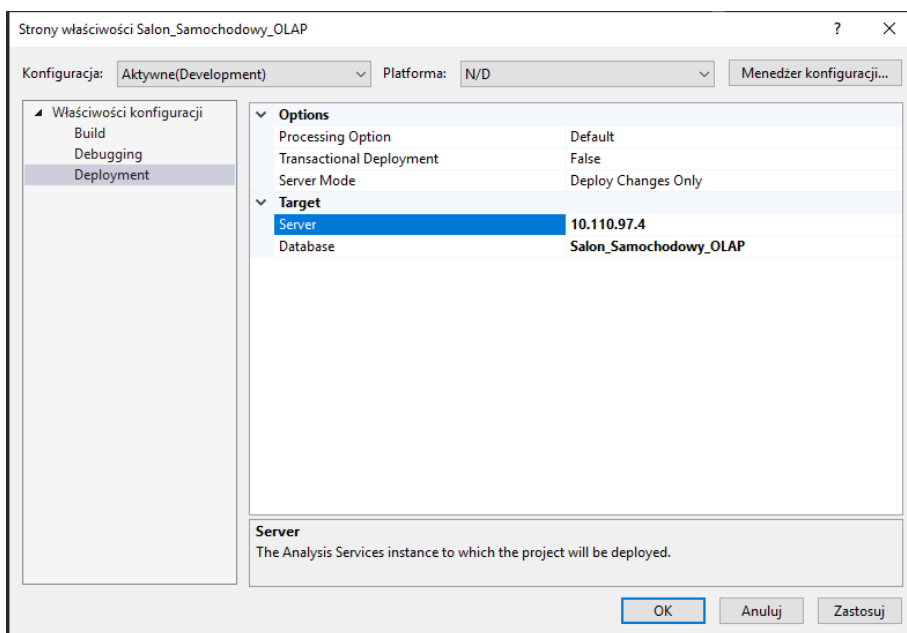 Strony właściwości Salon_Samochodowy_OLAP ? ×
Konfiguracja: Aktywne(Development) Platforma: N/D Menedżer konfiguracji...
Właściwości konfiguracji
Build
Debugging
Deployment
Options
Processing Option Default
Transactional Deployment False
Server Mode Deploy Changes Only
Target
Server 10.110.97.4
Database Salon_Samochodowy_OLAP
Server
The Analysis Services instance to which the project will be deployed.
OK Anuluj Zastosuj